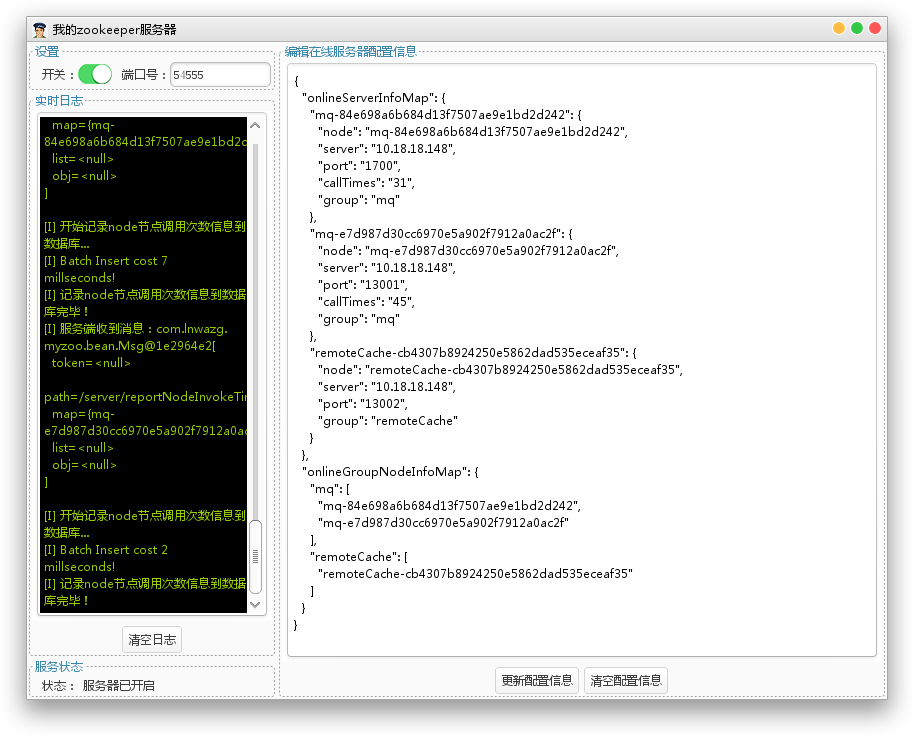 我的zookeeper服务器
设置
开关： 端口号： 54555
实时日志
map={mq-
84e698a6b684d13f7507ae9e1bd2d
list=<null>
obj=<null>
]
[I] 开始记录node节点调用次数信息到
数据库...
[I] Batch Insert cost 7
millseconds!
[I] 记录node节点调用次数信息到数据
库完毕！
[I] 服务端收到消息：com.lnwazg.
myzoo.bean.Msg@1e2964e2[
token=<null>
path=/server/reportNodeInvokeTi
map={mq-
e7d987d30cc6970e5a902f7912a0a
list=<null>
obj=<null>
]
[I] 开始记录node节点调用次数信息到
数据库...
[I] Batch Insert cost 2
millseconds!
[I] 记录node节点调用次数信息到数据
库完毕！
清空日志
服务状态
状态： 服务器已开启
编辑在线服务器配置信息
{
"onlineServerInfoMap": {
"mq-84e698a6b684d13f7507ae9e1bd2d242": {
"node": "mq-84e698a6b684d13f7507ae9e1bd2d242",
"server": "10.18.18.148",
"port": "1700",
"callTimes": "31",
"group": "mq"
},
"mq-e7d987d30cc6970e5a902f7912a0ac2f": {
"node": "mq-e7d987d30cc6970e5a902f7912a0ac2f",
"server": "10.18.18.148",
"port": "13001",
"callTimes": "45",
"group": "mq"
},
"remoteCache-cb4307b8924250e5862dad535eceaf35": {
"node": "remoteCache-cb4307b8924250e5862dad535eceaf35",
"server": "10.18.18.148",
"port": "13002",
"group": "remoteCache"
}
},
"onlineGroupNodeInfoMap": {
"mq": [
"mq-84e698a6b684d13f7507ae9e1bd2d242",
"mq-e7d987d30cc6970e5a902f7912a0ac2f"
],
"remoteCache": [
"remoteCache-cb4307b8924250e5862dad535eceaf35"
]
}
}
更新配置信息 清空配置信息